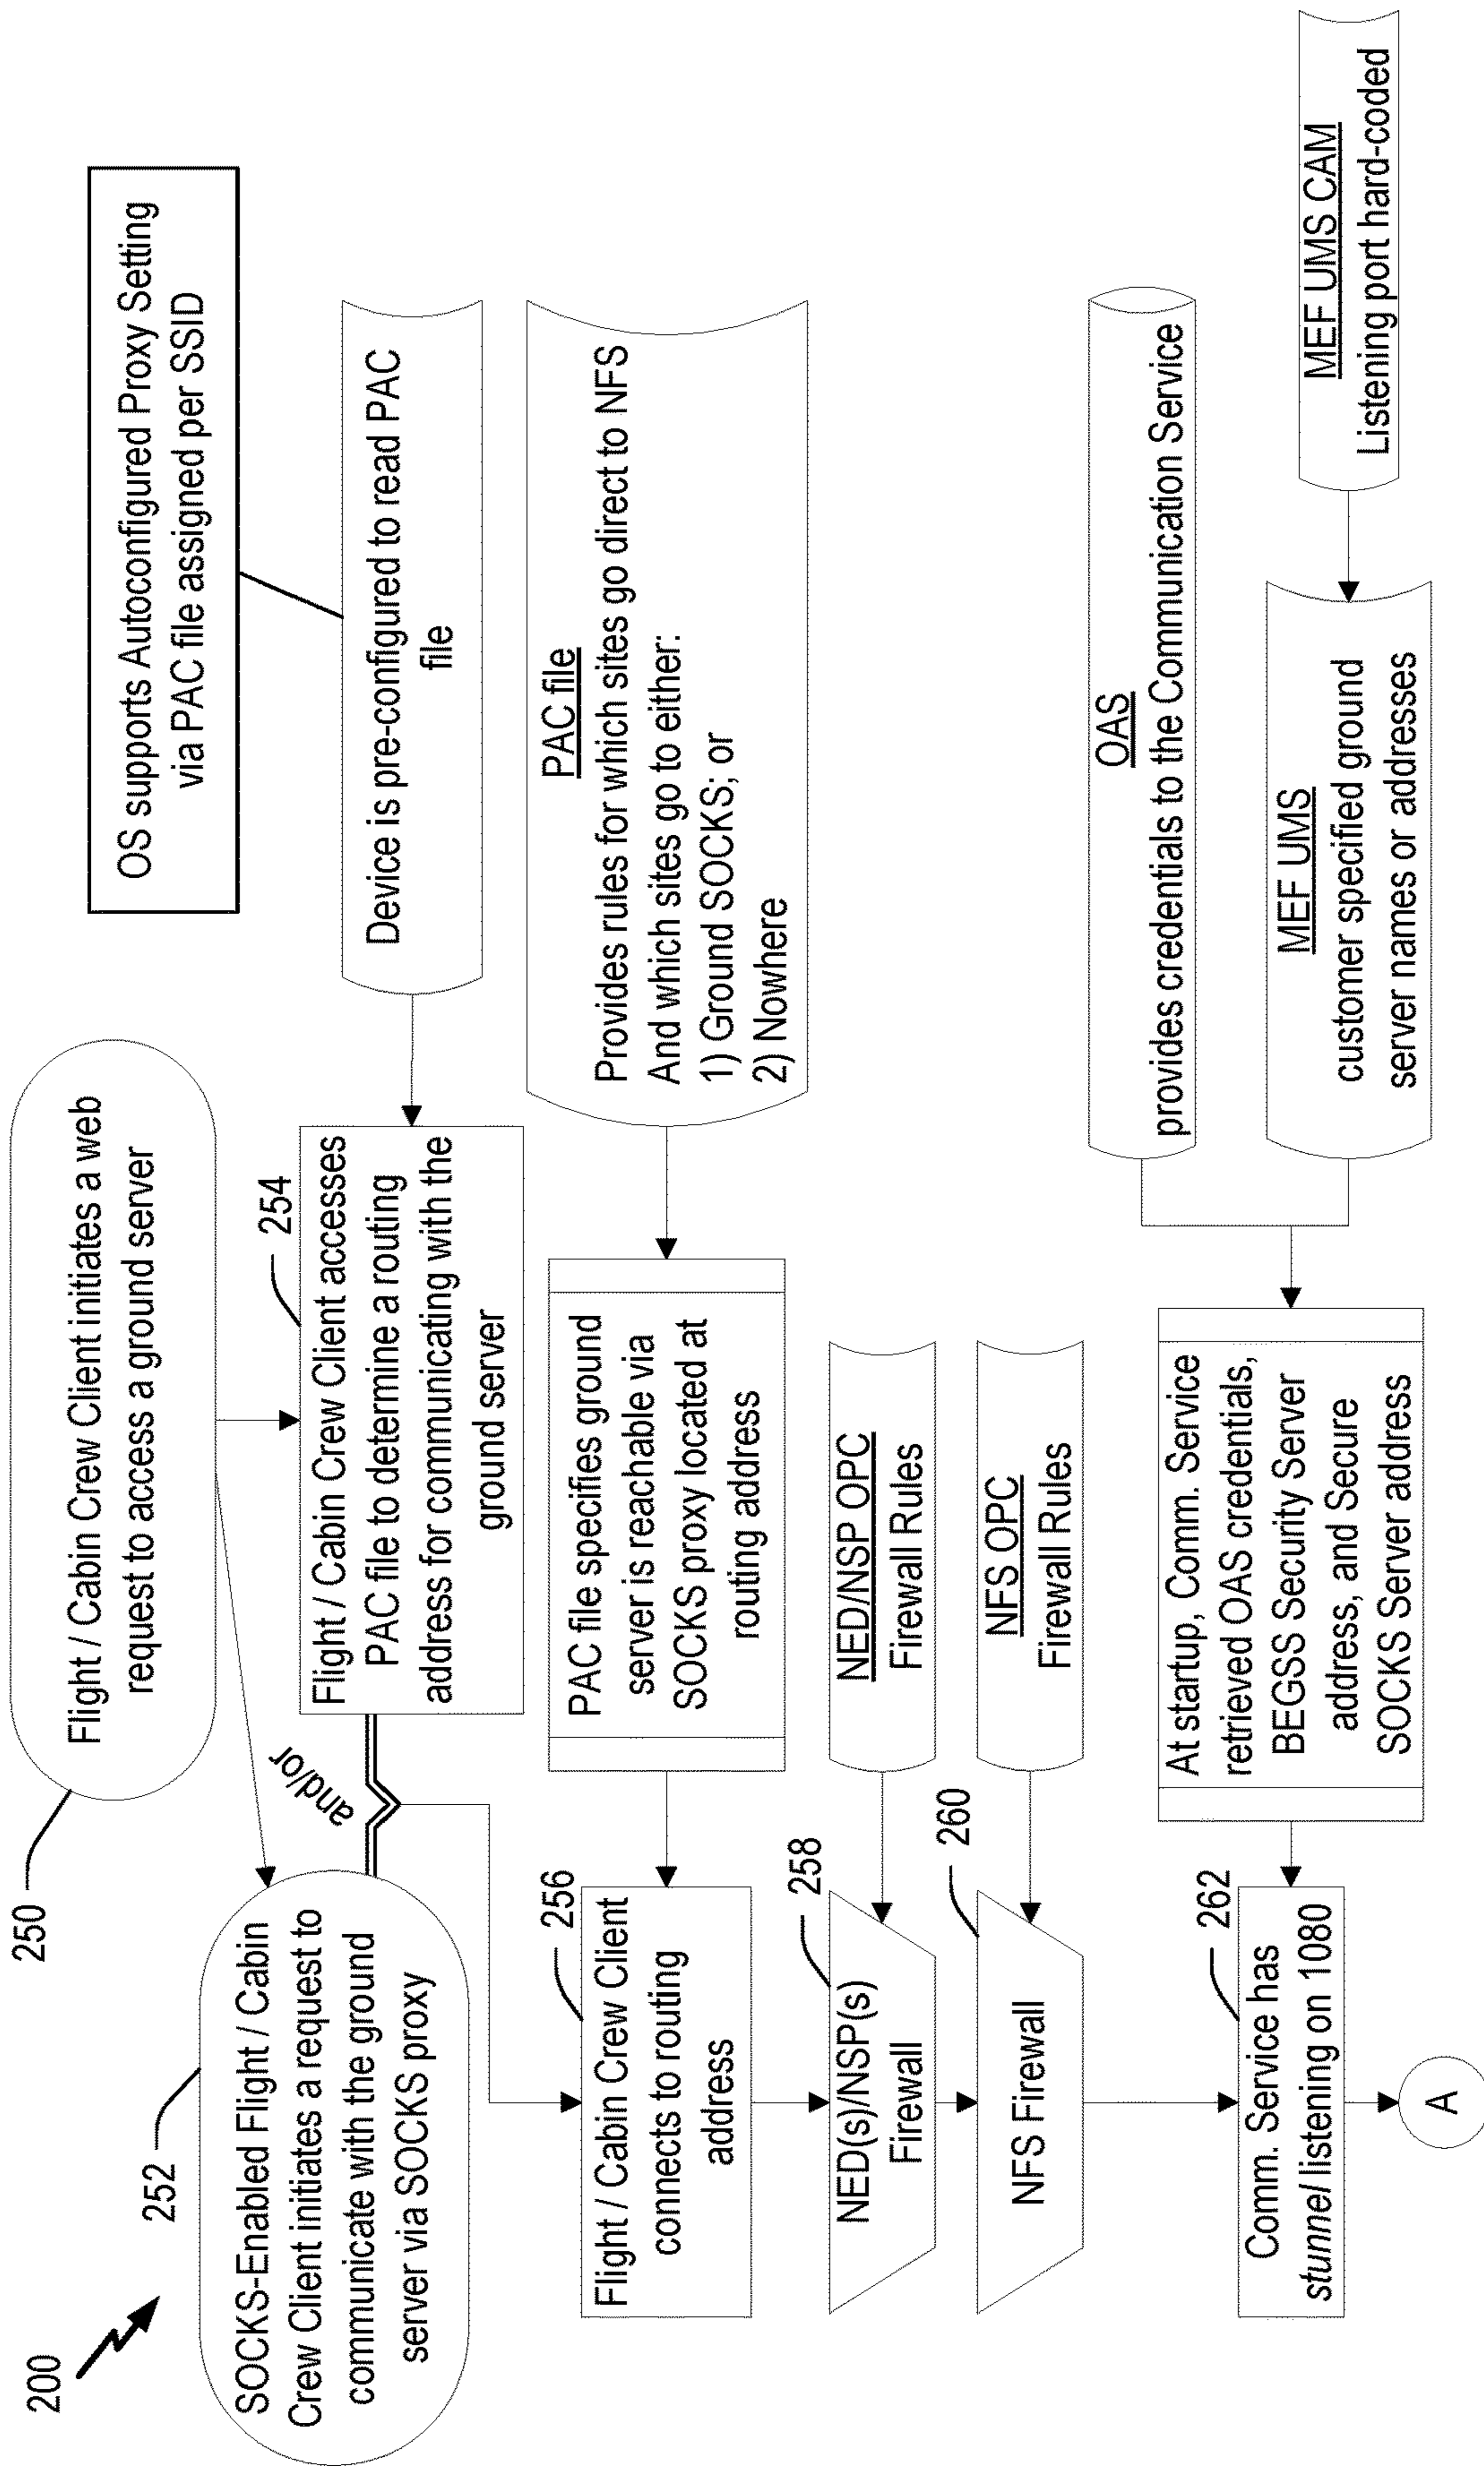 200
250
Flight / Cabin Crew Client initiates a web
request to access a ground server
252
SOCKS-Enabled Flight / Cabin
Crew Client initiates a request to
communicate with the ground
server via SOCKS proxy
and/or
254
Flight / Cabin Crew Client accesses
PAC file to determine a routing
address for communicating with the
ground server
OS supports Autoconfigured Proxy Setting
via PAC file assigned per SSID
Device is pre-configured to read PAC
file
PAC file
Provides rules for which sites go direct to NFS
And which sites go to either:
1) Ground SOCKS; or
2) Nowhere
PAC file specifies ground
server is reachable via
SOCKS proxy located at
routing address
256
Flight / Cabin Crew Client
connects to routing
address
258
NED(s)/NSP(s)
Firewall
NED/NSP OPC
Firewall Rules
260
NFS Firewall
NFS OPC
Firewall Rules
OAS
provides credentials to the Communication Service
MEF UMS
customer specified ground
server names or addresses
MEF UMS CAM
Listening port hard-coded
At startup, Comm. Service
retrieved OAS credentials,
BEGSS Security Server
address, and Secure
SOCKS Server address
262
Comm. Service has
stunnel listening on 1080
A